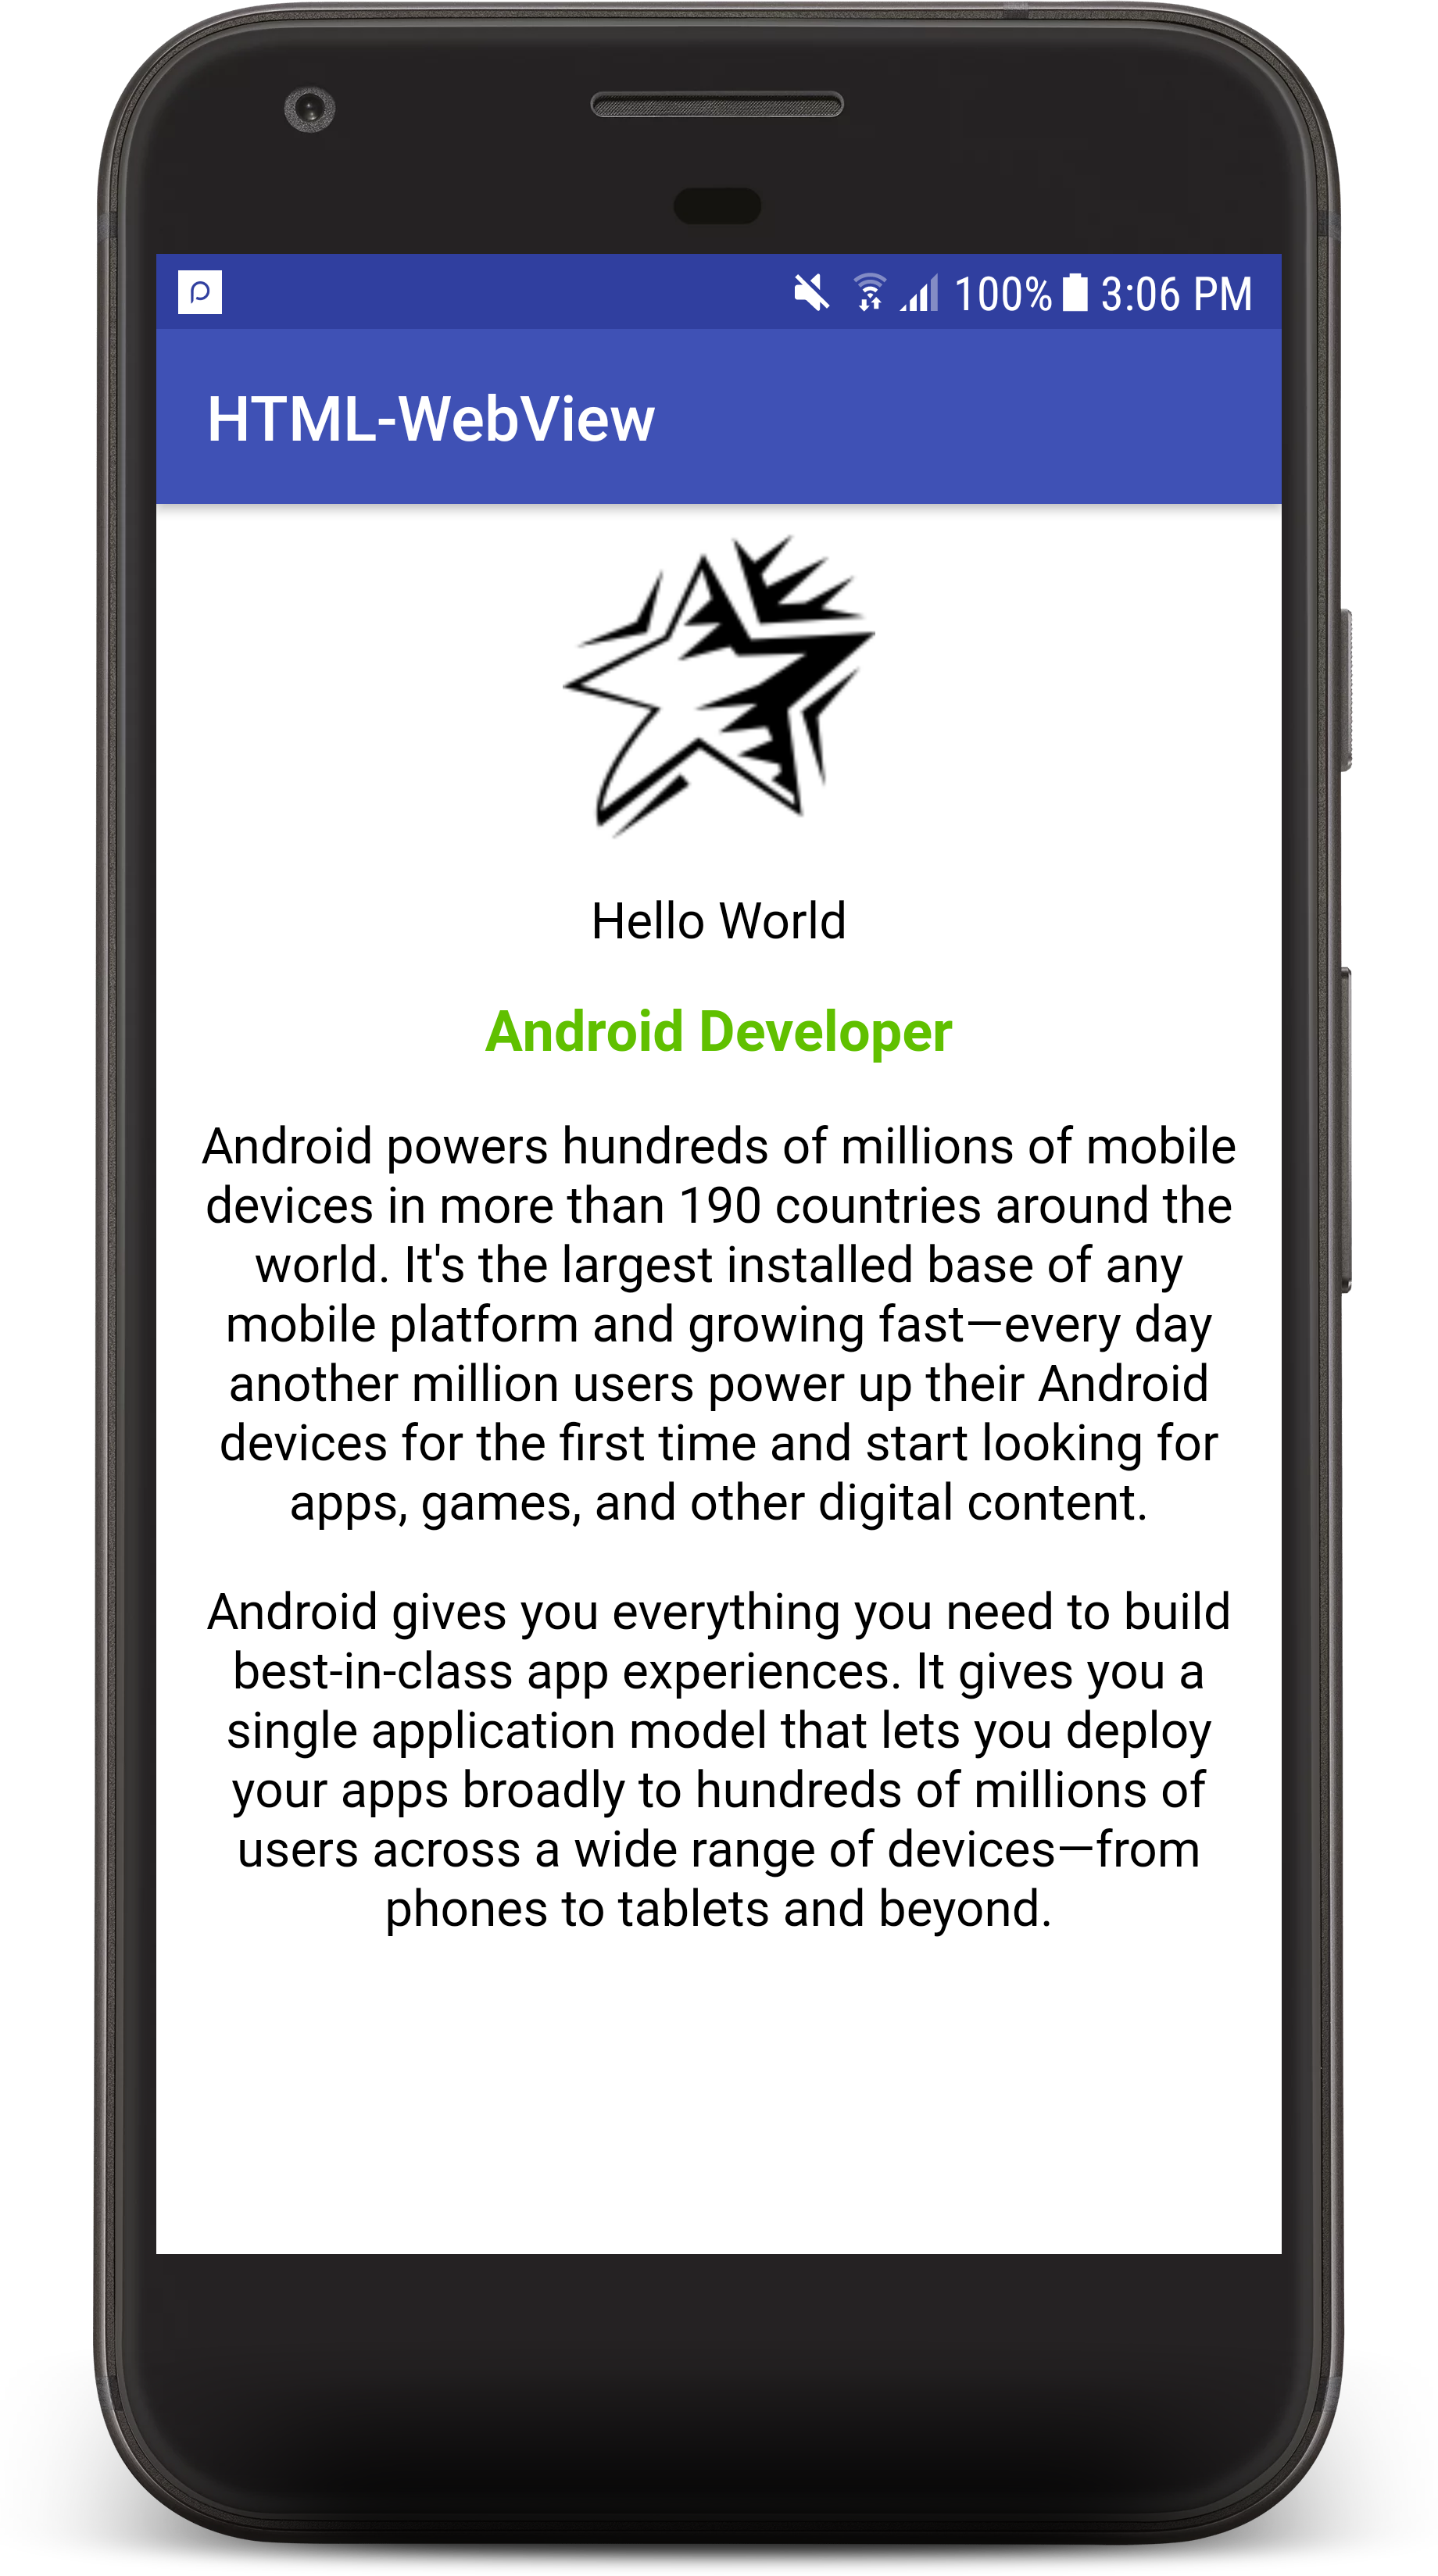 100% 3:06 PM
HTML-WebView
Hello World
Android Developer
Android powers hundreds of millions of mobile
devices in more than 190 countries around the
world. It's the largest installed base of any
mobile platform and growing fast—every day
another million users power up their Android
devices for the first time and start looking for
apps, games, and other digital content.
Android gives you everything you need to build
best-in-class app experiences. It gives you a
single application model that lets you deploy
your apps broadly to hundreds of millions of
users across a wide range of devices—from
phones to tablets and beyond.